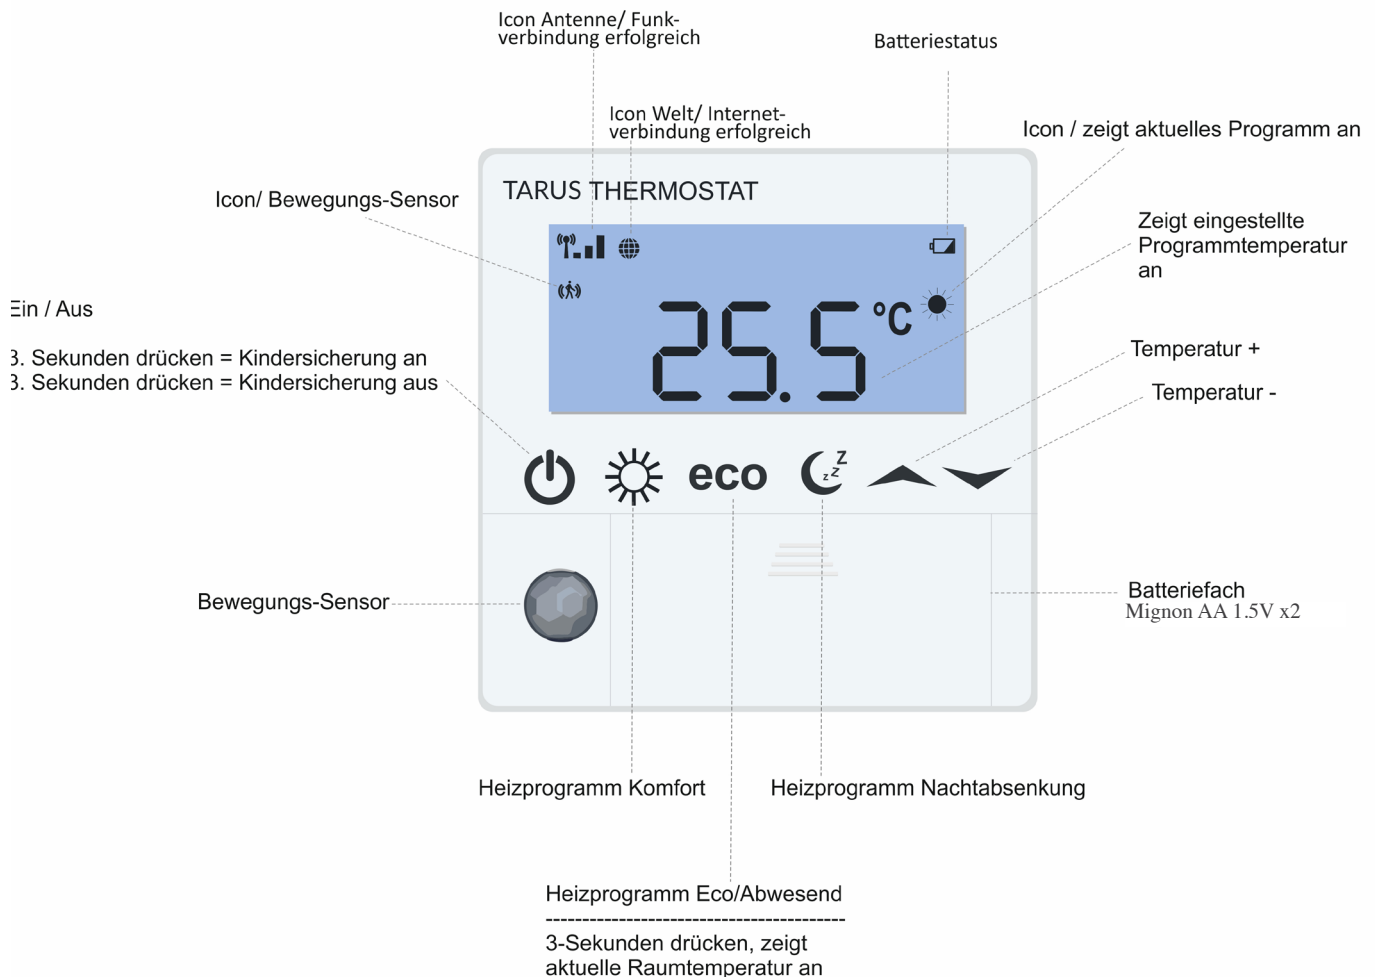 Icon Antenne/ Funk-
verbindung erfolgreich
Batteriestatus
Icon Welt/ Internet-
verbindung erfolgreich
Icon / zeigt aktuelles Programm an
TARUS THERMOSTAT
Icon/ Bewegungs-Sensor
Zeigt eingestellte
Programmtemperatur
an
25.5 °C
Ein / Aus
3. Sekunden drücken = Kindersicherung an
3. Sekunden drücken = Kindersicherung aus
Temperatur +
Temperatur -
eco
z z Z
Bewegungs-Sensor
Batteriefach
Mignon AA 1.5V x2
Heizprogramm Komfort
Heizprogramm Nachtabsenkung
Heizprogramm Eco/Abwesend
-----------------------------------------
3-Sekunden drücken, zeigt
aktuelle Raumtemperatur an